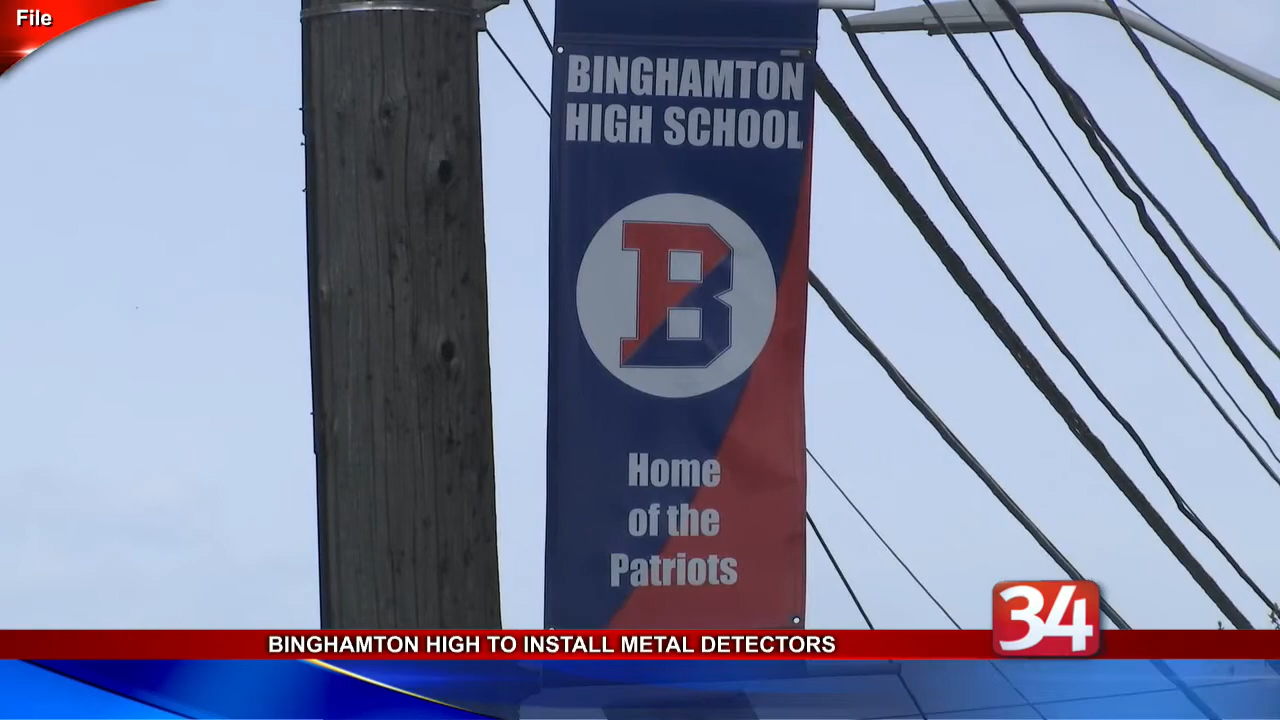 File
BINGHAMTON
HIGH SCHOOL
B
Home
of the
Patriots
34
BINGHAMTON HIGH TO INSTALL METAL DETECTORS